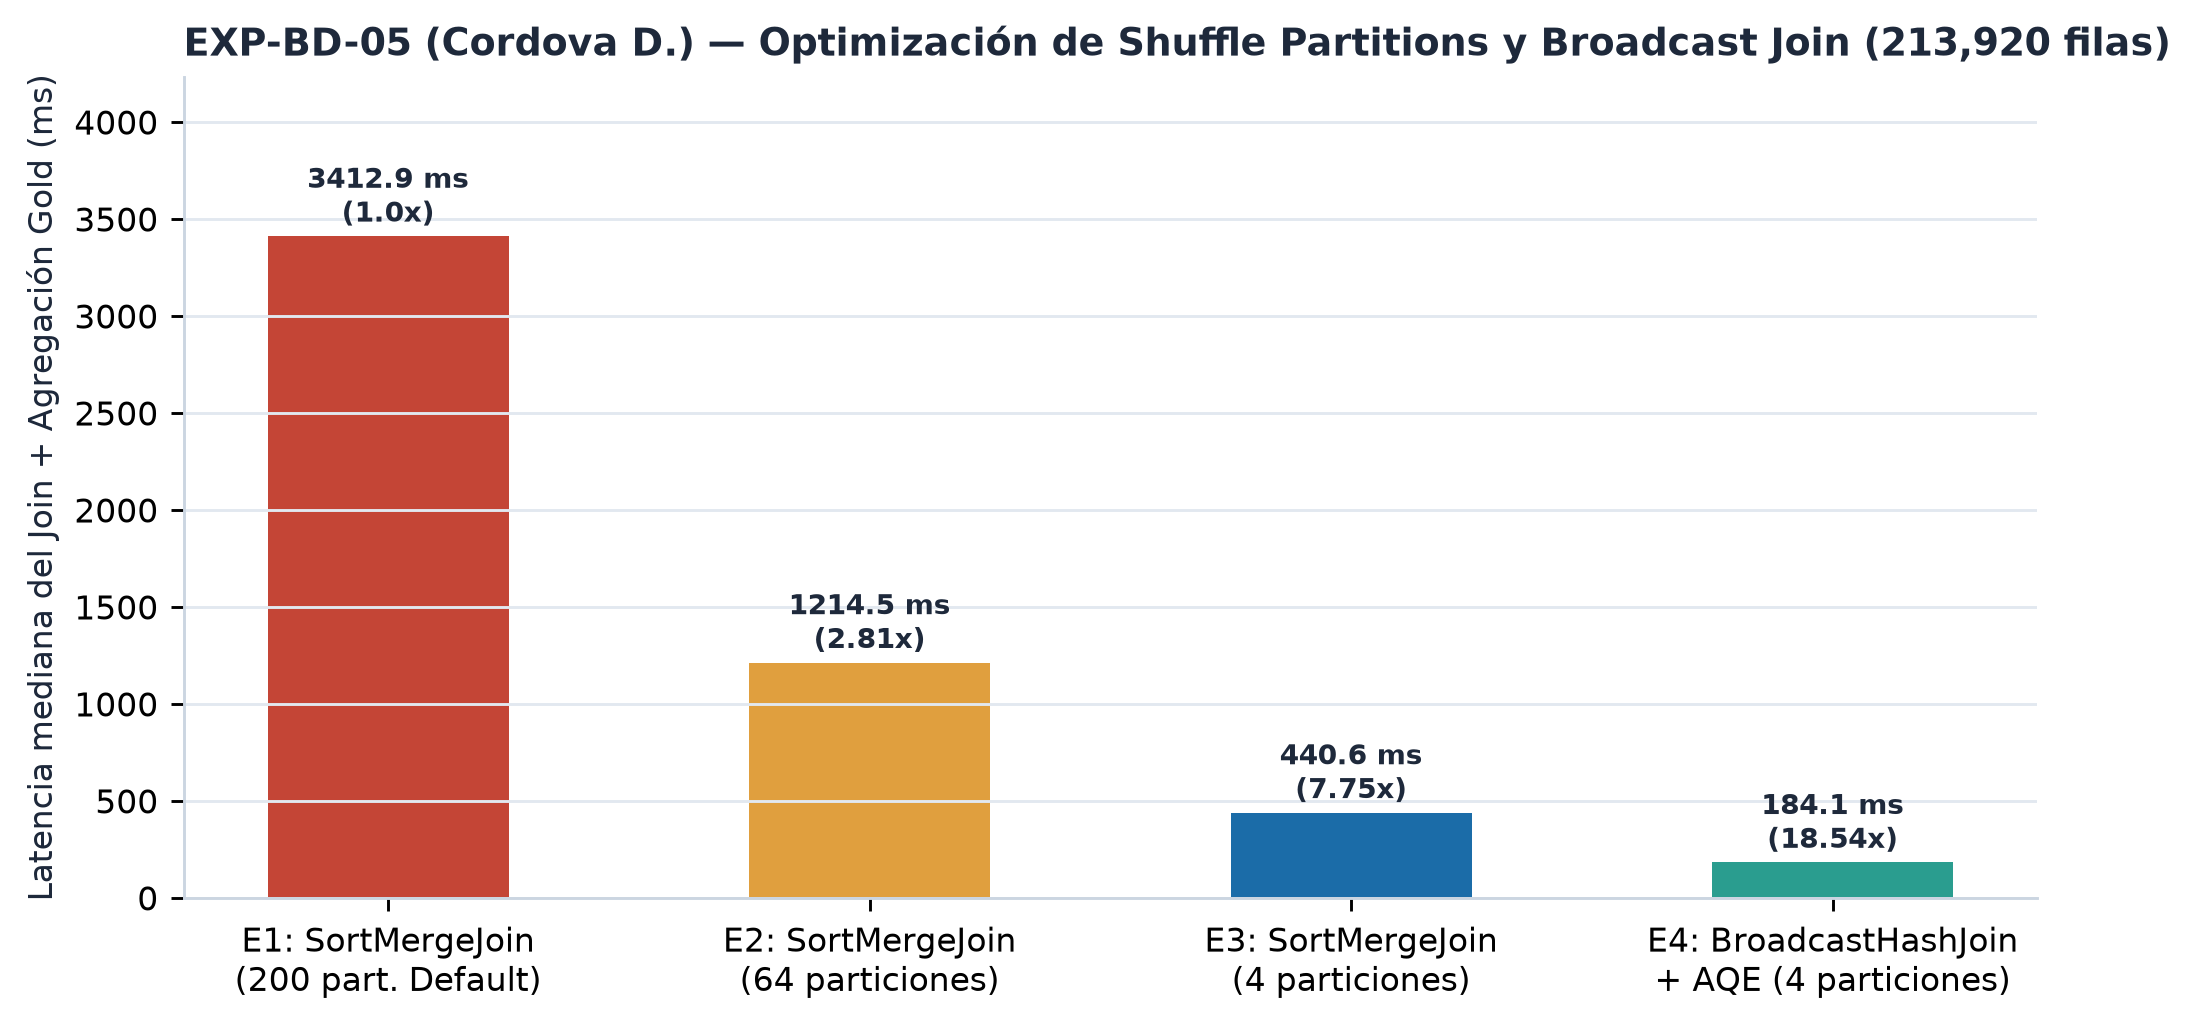 EXP-BD-05 (Cordova D.) — Optimización de Shuffle Partitions y Broadcast Join (213,920 filas)
Latencia mediana del Join + Agregación Gold (ms)
4000
3500
3000
2500
2000
1500
1000
500
0
3412.9 ms
(1.0x)
1214.5 ms
(2.81x)
440.6 ms
(7.75x)
184.1 ms
(18.54x)
E1: SortMergeJoin
(200 part. Default)
E2: SortMergeJoin
(64 particiones)
E3: SortMergeJoin
(4 particiones)
E4: BroadcastHashJoin
+ AQE (4 particiones)